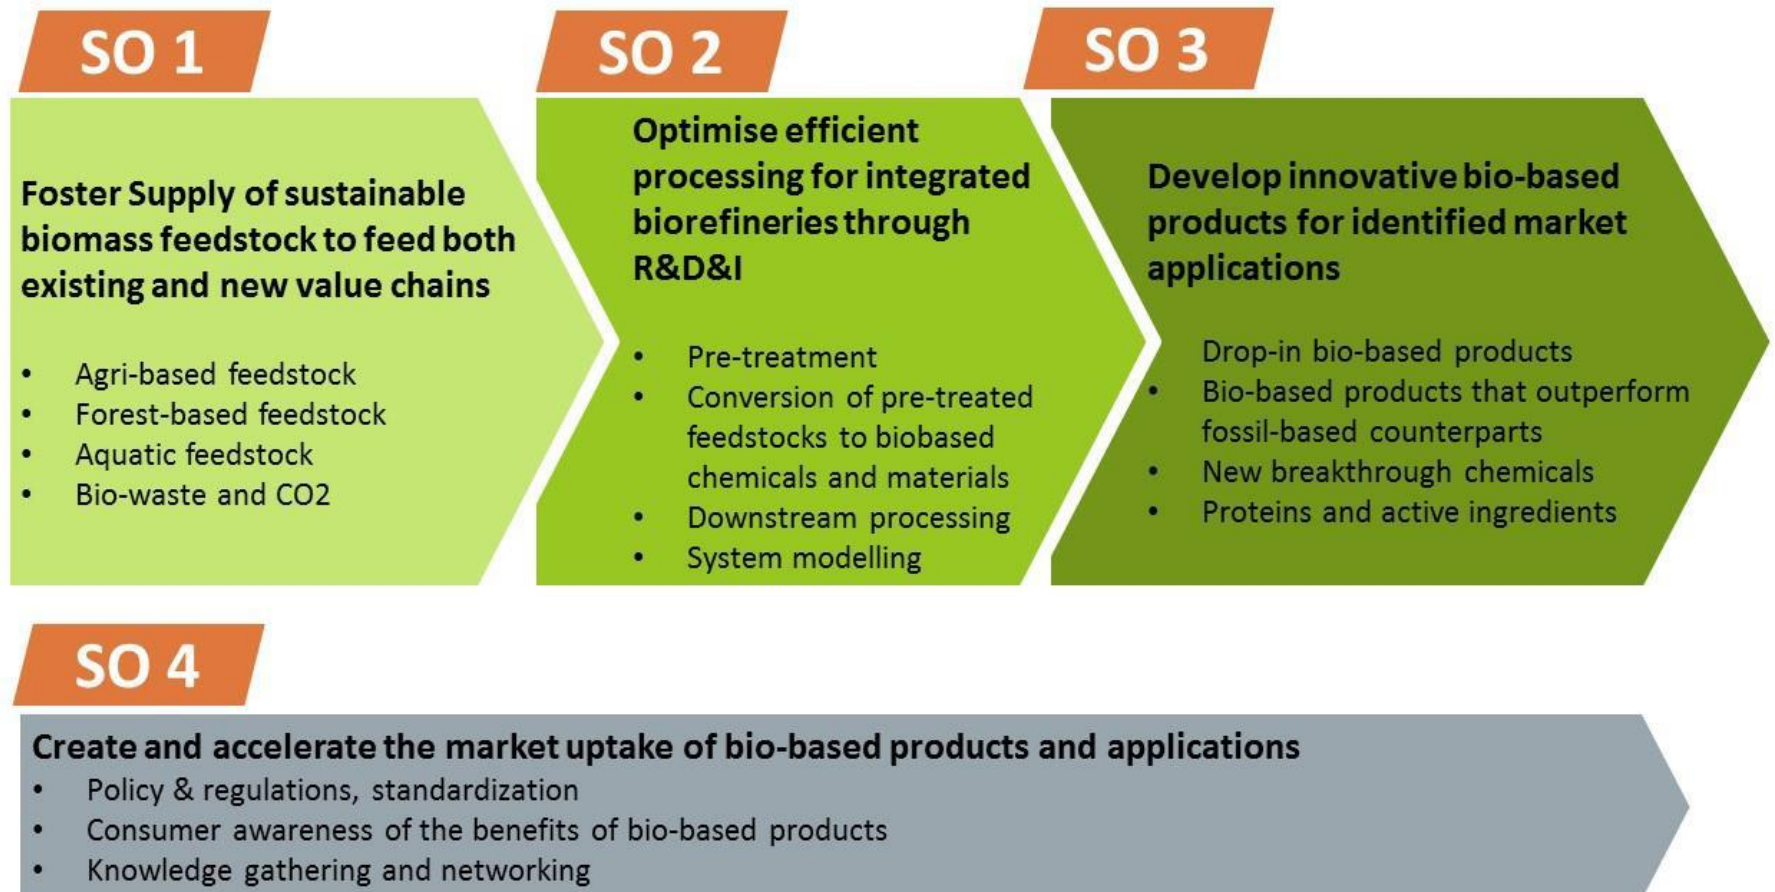 SO 1
Foster Supply of sustainable
biomass feedstock to feed both
existing and new value chains
• Agri-based feedstock
• Forest-based feedstock
• Aquatic feedstock
• Bio-waste and CO2
SO 2
Optimise efficient
processing for integrated
biorefineries through
R&D&I
• Pre-treatment
• Conversion of pre-treated
feedstocks to biobased
chemicals and materials
• Downstream processing
• System modelling
SO 3
Develop innovative bio-based
products for identified market
applications
Drop-in bio-based products
• Bio-based products that outperform
fossil-based counterparts
• New breakthrough chemicals
• Proteins and active ingredients
SO 4
Create and accelerate the market uptake of bio-based products and applications
• Policy & regulations, standardization
• Consumer awareness of the benefits of bio-based products
• Knowledge gathering and networking